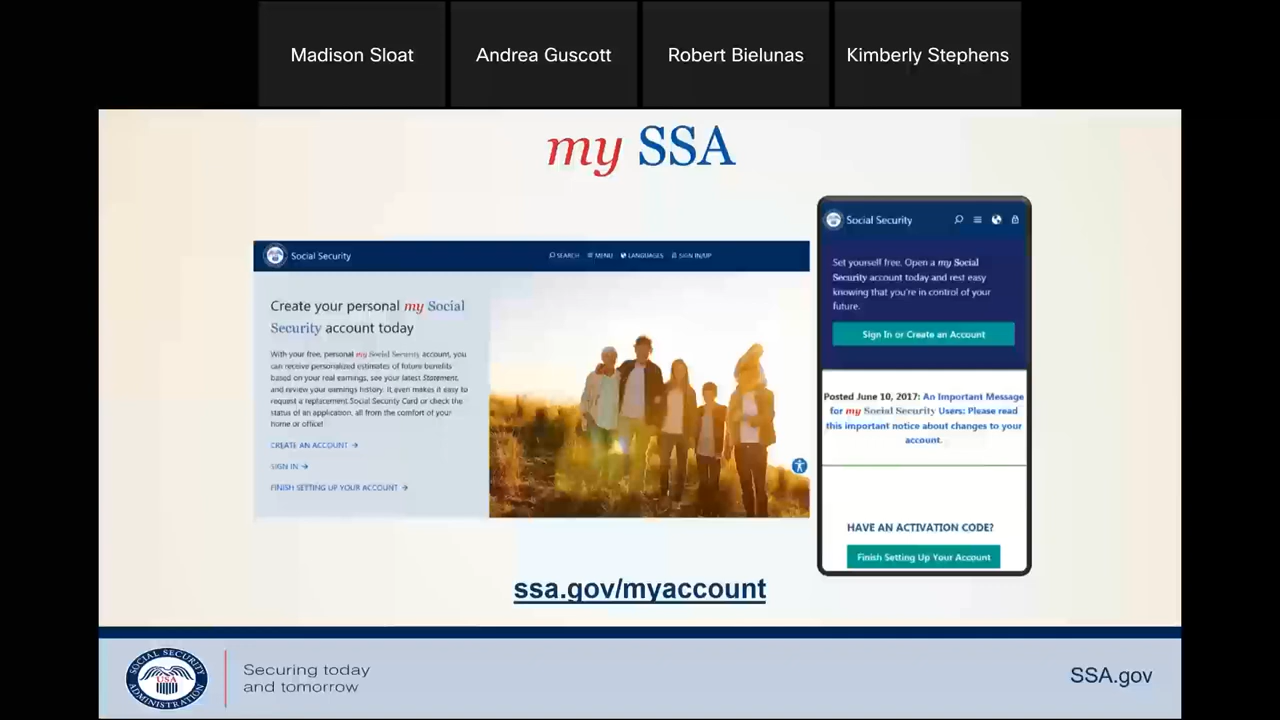 Madison Sloat
Andrea Guscott
Robert Bielunas
Kimberly Stephens
my SSA
Social Security
SEARCH
MENU
LANGUAGES
SIGN IN/UP
Create your personal my Social
Security account today
With your free, personal my Social Security account, you
can receive personalized estimates of future benefits
based on your real earnings, see your latest Statement,
and review your earnings history. It even makes it easy to
request a replacement Social Security Card or check the
status of an application, all from the comfort of your
home or office!
CREATE AN ACCOUNT →
SIGN IN →
FINISH SETTING UP YOUR ACCOUNT →
Social Security
Set yourself free. Open a my Social
Security account today and rest easy
knowing that you're in control of your
future.
Sign In or Create an Account
Posted June 10, 2017: An Important Message
for my Social Security Users: Please read
this important notice about changes to your
account.
HAVE AN ACTIVATION CODE?
Finish Setting Up Your Account
ssa.gov/myaccount
SOCIAL SECURITY
USA
ADMINISTRATION
Securing today
and tomorrow
SSA.gov